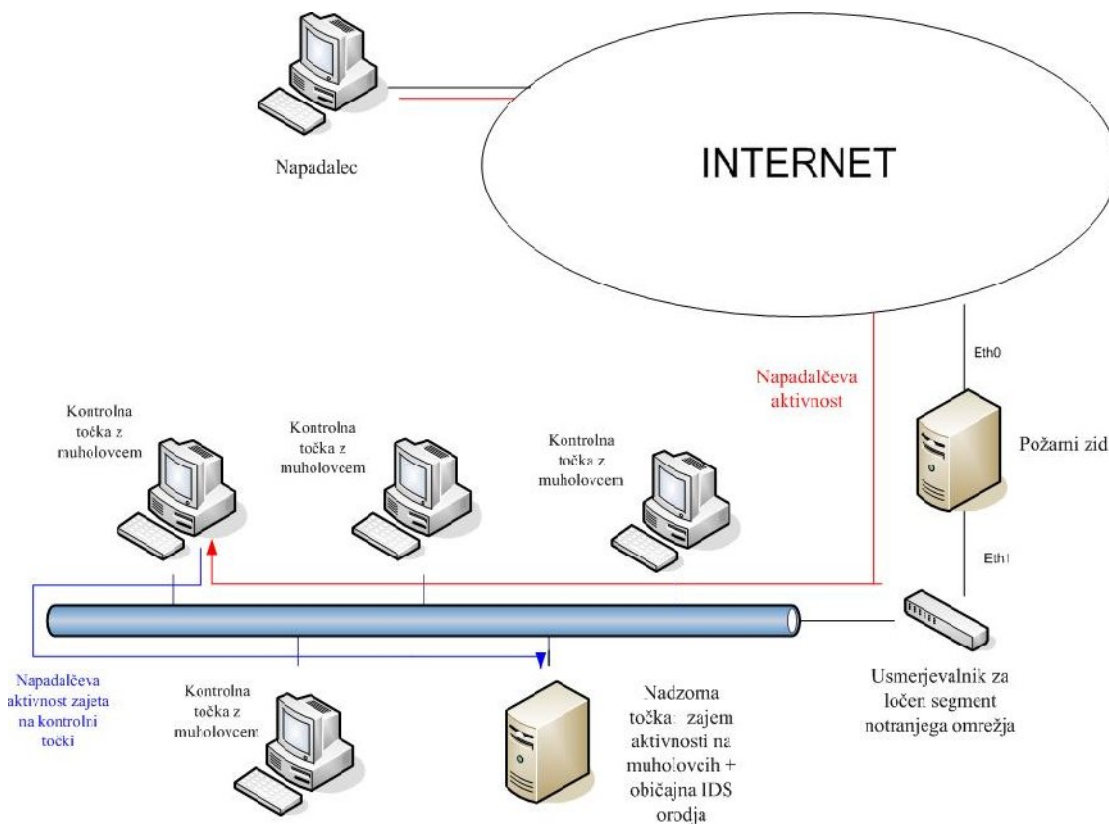 INTERNET
Napadalec
Eth0
Napadalčeva
aktivnost
Požarni zid
Kontrolna
točka z
muholovcem
Kontrolna
točka z
muholovcem
Kontrolna
točka z
muholovcem
Eth1
Napadalčeva
aktivnost zajeta
na kontrolni
točki
Kontrolna
točka z
muholovcem
Nadzorna
točka: zajem
aktivnosti na
muholovcih +
običajna IDS
orodja
Usmerjevalnik za
ločen segment
notranjega omrežja